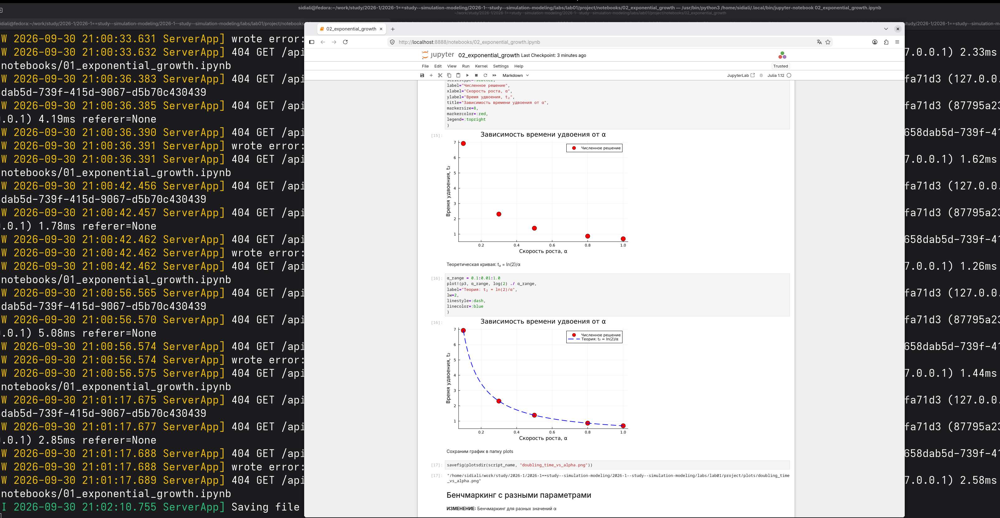 sidiali@fedora:~/work/study/2026-1/2026-1==study--simulation-modeling/2026-1--study--simulation-modeling/labs/lab01/project/notebooks/02_exponential_growth — /usr/bin/python3 /home/sidiali/.local/bin/jupyter-notebook 02_exponential_growth.ipynb
~/work/study/2026-1/2026-1==study--simulation-modeling/2026-1--study--simulation-modeling/labs/lab01/project/notebooks/02_exponential_growth
idiali@fedora:~/work/study/2026-1/2026-1==study--simulation-modeling/2026-1--study--simulation-modeling/labs/lab01/project/notebooks
study/2026-1/2026-1==study--simulation-m
W 2026-09-30 21:00:33.631 ServerApp] wrote error:
W 2026-09-30 21:00:33.632 ServerApp] 404 GET /api
notebooks/01_exponential_growth.ipynb
W 2026-09-30 21:00:36.383 ServerApp] 404 GET /api
dab5d-739f-415d-9067-d5b70c430439
W 2026-09-30 21:00:36.385 ServerApp] 404 GET /api
.0.1) 4.19ms referer=None
W 2026-09-30 21:00:36.390 ServerApp] 404 GET /api
W 2026-09-30 21:00:36.391 ServerApp] wrote error:
W 2026-09-30 21:00:36.391 ServerApp] 404 GET /api
notebooks/01_exponential_growth.ipynb
W 2026-09-30 21:00:42.456 ServerApp] 404 GET /api
dab5d-739f-415d-9067-d5b70c430439
W 2026-09-30 21:00:42.457 ServerApp] 404 GET /api
.0.1) 1.78ms referer=None
W 2026-09-30 21:00:42.462 ServerApp] 404 GET /api
W 2026-09-30 21:00:42.462 ServerApp] wrote error:
W 2026-09-30 21:00:42.462 ServerApp] 404 GET /api
notebooks/01_exponential_growth.ipynb
W 2026-09-30 21:00:56.565 ServerApp] 404 GET /api
dab5d-739f-415d-9067-d5b70c430439
W 2026-09-30 21:00:56.570 ServerApp] 404 GET /api
.0.1) 5.08ms referer=None
W 2026-09-30 21:00:56.574 ServerApp] 404 GET /api
W 2026-09-30 21:00:56.574 ServerApp] wrote error:
W 2026-09-30 21:00:56.575 ServerApp] 404 GET /api
notebooks/01_exponential_growth.ipynb
W 2026-09-30 21:01:17.675 ServerApp] 404 GET /api
dab5d-739f-415d-9067-d5b70c430439
W 2026-09-30 21:01:17.677 ServerApp] 404 GET /api
.0.1) 2.85ms referer=None
W 2026-09-30 21:01:17.688 ServerApp] 404 GET /api
W 2026-09-30 21:01:17.688 ServerApp] wrote error:
W 2026-09-30 21:01:17.689 ServerApp] 404 GET /api
notebooks/01_exponential_growth.ipynb
I 2026-09-30 21:02:10.755 ServerApp] Saving file
02_exponential_growth
http://localhost:8888/notebooks/02_exponential_growth.ipynb
jupyter 02_exponential_growth Last Checkpoint: 3 minutes ago
File Edit View Run Kernel Settings Help
Trusted
Markdown
JupyterLab
Julia 1.12
label="Численное решение",
xlabel="Скорость роста, α",
ylabel="Время удвоения, t₂",
title="Зависимость времени удвоения от α",
markersize=8,
markercolor=:red,
legend=:topright
)
[15]:
Зависимость времени удвоения от α
Численное решение
7
6
5
4
3
2
1
Время удвоения, t₂
0.2 0.4 0.6 0.8 1.0
Скорость роста, α
Теоретическая кривая: t₂ = ln(2)/α
[16]:
α_range = 0.1:0.01:1.0
plot!(p3, α_range, log(2) ./ α_range,
label="Теория: t₂ = ln(2)/α",
lw=2,
linestyle=:dash,
linecolor=:blue
)
[16]:
Зависимость времени удвоения от α
Численное решение
Теория: t₂ = ln(2)/α
7
6
5
4
3
2
1
Время удвоения, t₂
0.2 0.4 0.6 0.8 1.0
Скорость роста, α
Сохраним график в папку plots
[17]: savefig(plotsdir(script_name, "doubling_time_vs_alpha.png"))
[17]: "/home/sidiali/work/study/2026-1/2026-1==study--simulation-modeling/2026-1--study--simulation-modeling/labs/lab01/project/plots/doubling_time
_vs_alpha.png"
Бенчмаркинг с разными параметрами
ИЗМЕНЕНИЕ: Бенчмаркинг для разных значений α
7.0.0.1) 2.33ms
fa71d3 (127.0.0.
fa71d3 (87795a23
658dab5d-739f-41
7.0.0.1) 1.62ms
fa71d3 (127.0.0.
fa71d3 (87795a23
658dab5d-739f-41
7.0.0.1) 1.26ms
fa71d3 (127.0.0.
fa71d3 (87795a23
658dab5d-739f-41
7.0.0.1) 1.44ms
fa71d3 (127.0.0.
fa71d3 (87795a23
658dab5d-739f-41
7.0.0.1) 2.58ms